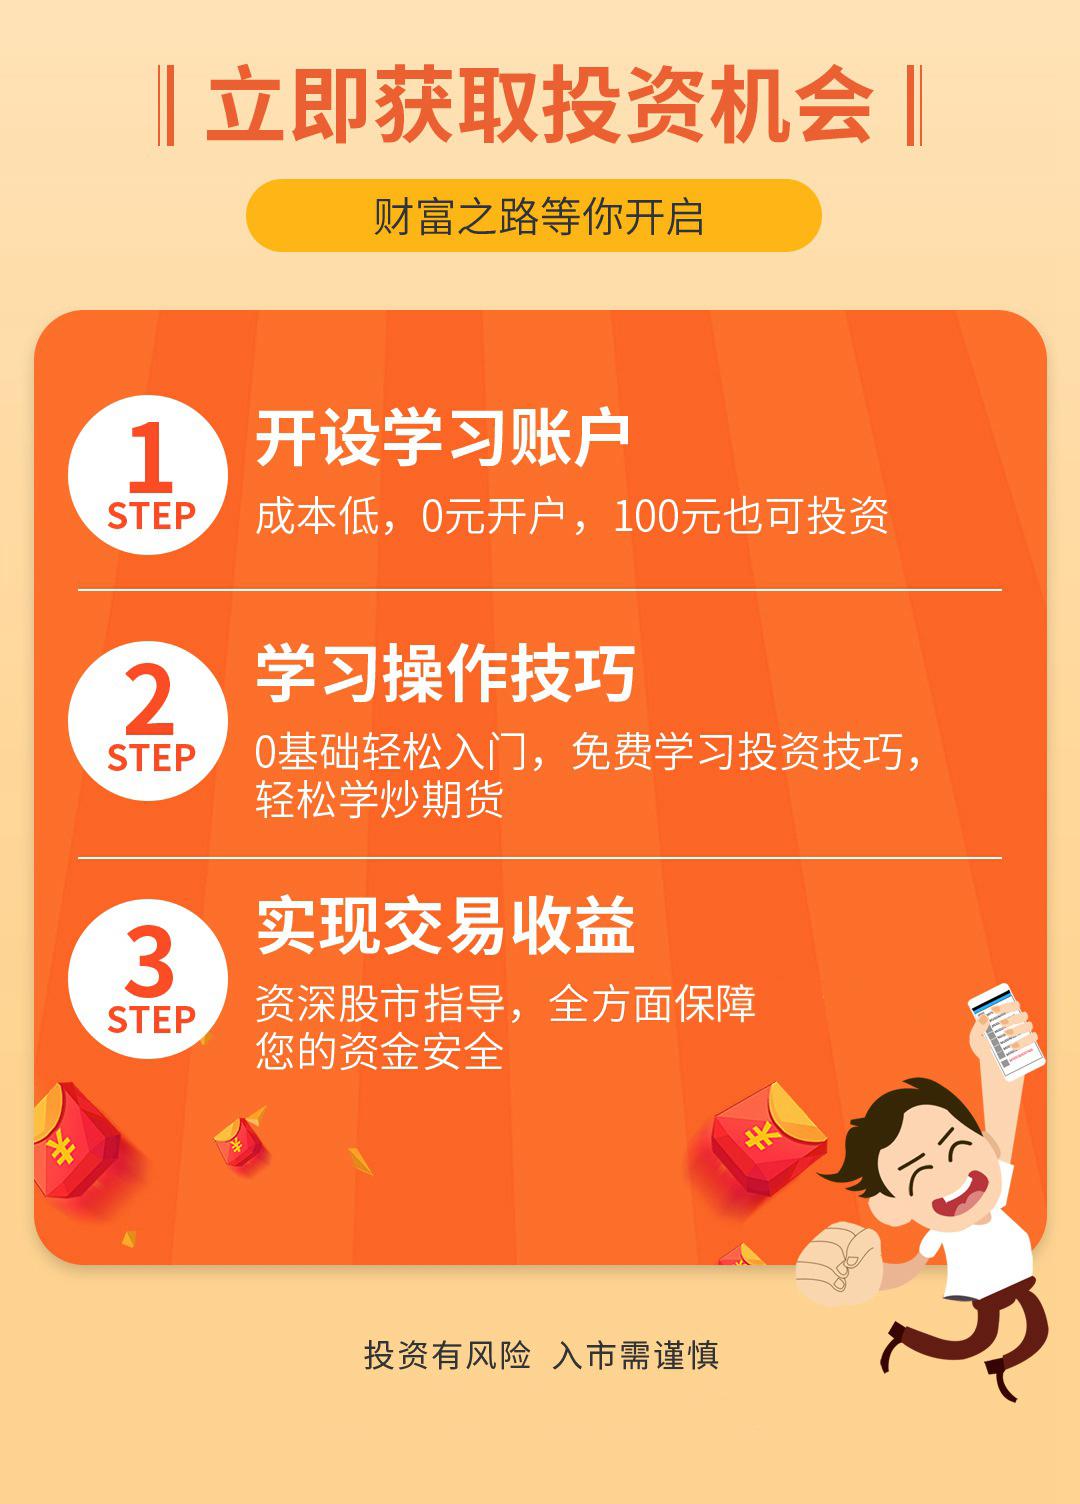 立即获取投资机会
财富之路等你开启
1
STEP
开设学习账户
成本低，0元开户，100元也可投资
2
STEP
学习操作技巧
0基础轻松入门，免费学习投资技巧，
轻松学炒期货
3
STEP
实现交易收益
资深股市指导，全方面保障
您的资金安全
¥
¥
¥
投资有风险 入市需谨慎